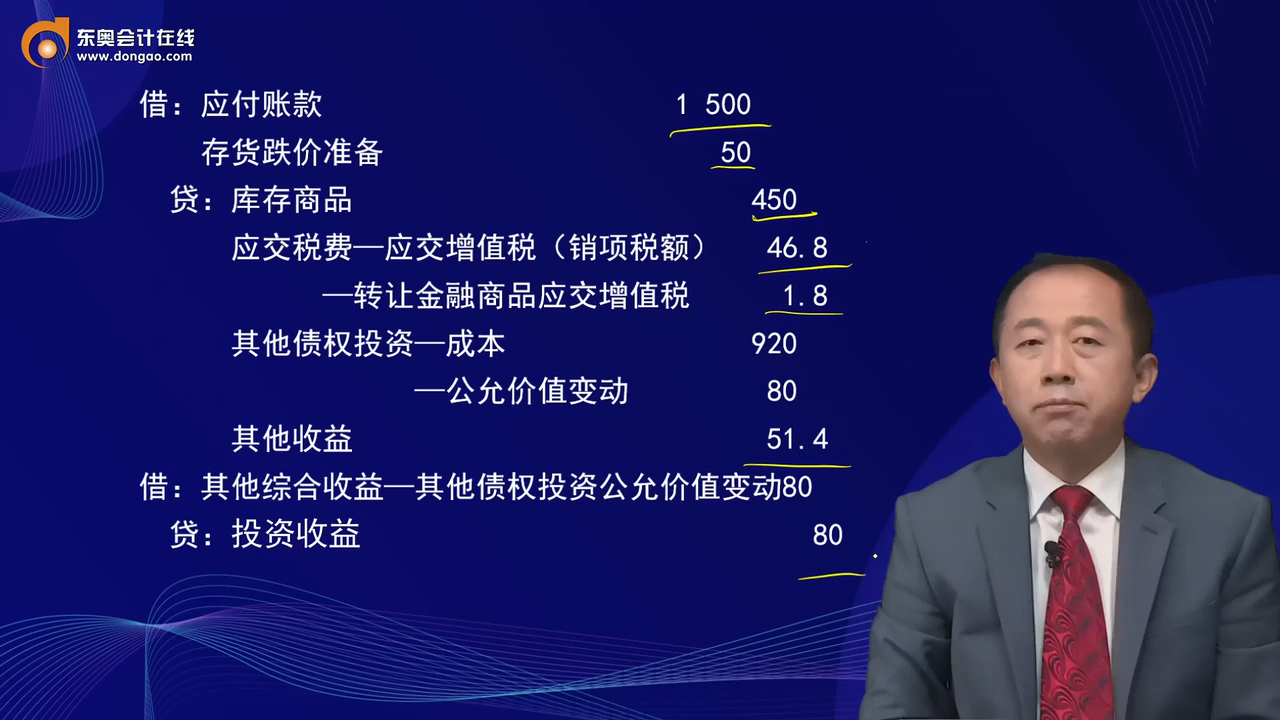 东奥会计在线
www.dongao.com
借：应付账款 1 500
存货跌价准备 50
贷：库存商品 450
应交税费—应交增值税（销项税额） 46.8
—转让金融商品应交增值税 1.8
其他债权投资—成本 920
—公允价值变动 80
其他收益 51.4
借：其他综合收益—其他债权投资公允价值变动80
贷：投资收益 80